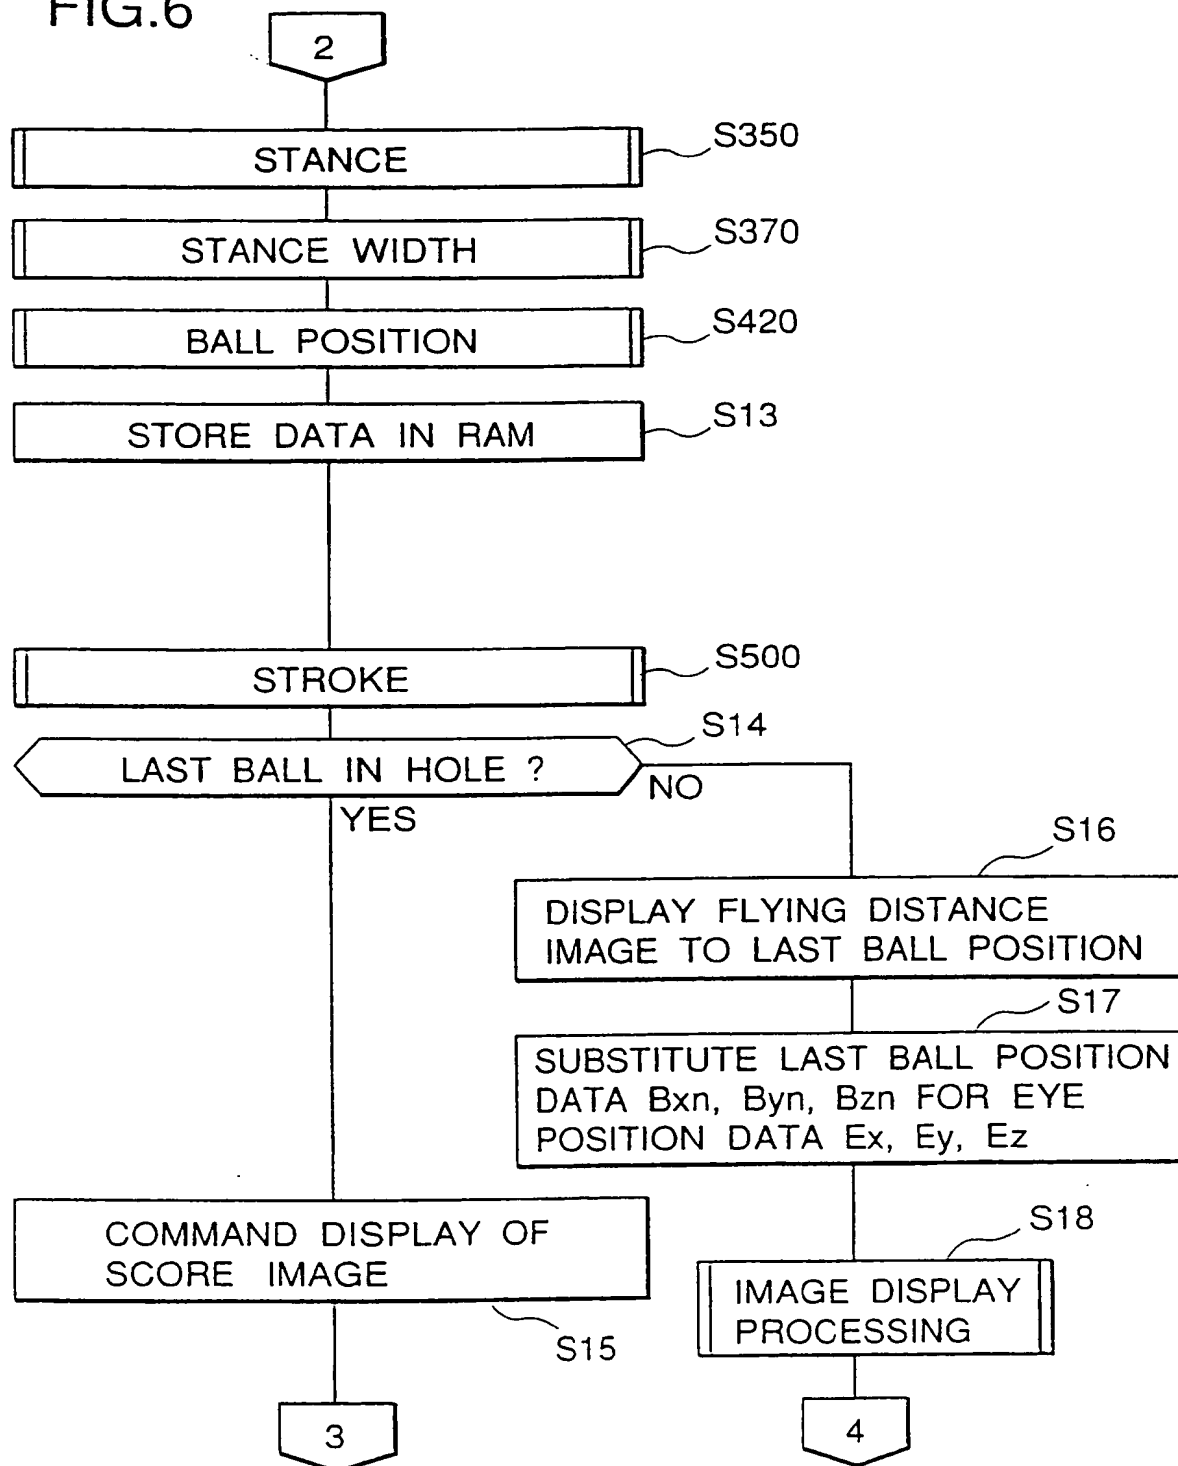 FIG.6
2
STANCE
S350
STANCE WIDTH
S370
BALL POSITION
S420
STORE DATA IN RAM
S13
STROKE
S500
LAST BALL IN HOLE ?
S14
NO
YES
S16
DISPLAY FLYING DISTANCE
IMAGE TO LAST BALL POSITION
S17
SUBSTITUTE LAST BALL POSITION
DATA Bxn, Byn, Bzn FOR EYE
POSITION DATA Ex, Ey, Ez
COMMAND DISPLAY OF
SCORE IMAGE
S15
S18
IMAGE DISPLAY
PROCESSING
3
4